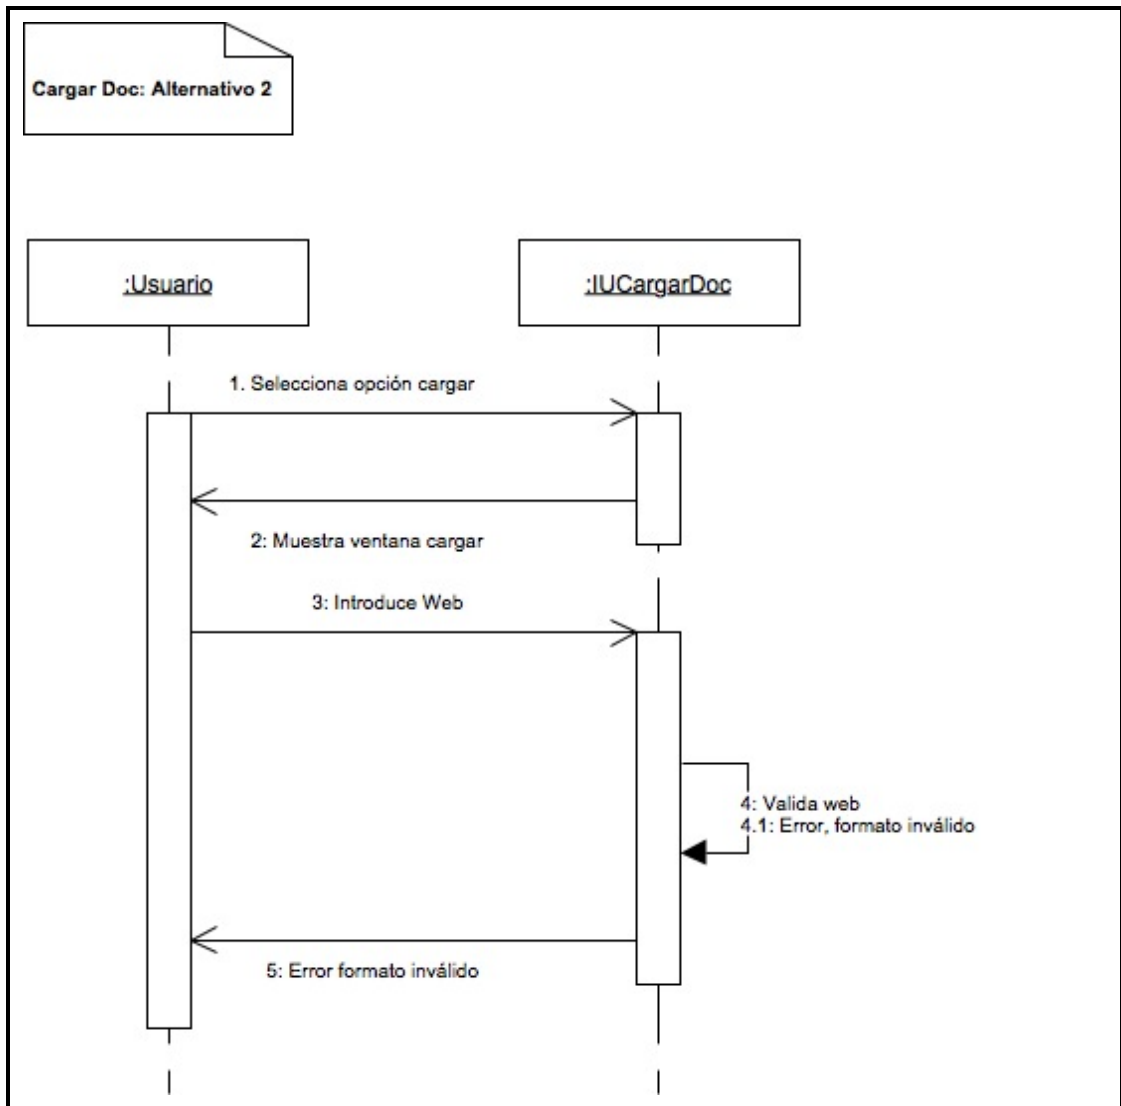 Cargar Doc: Alternativo 2
:Usuario
:IUCargarDoc
1. Selecciona opción cargar
2: Muestra ventana cargar
3: Introduce Web
4: Valida web
4.1: Error, formato inválido
5: Error formato inválido